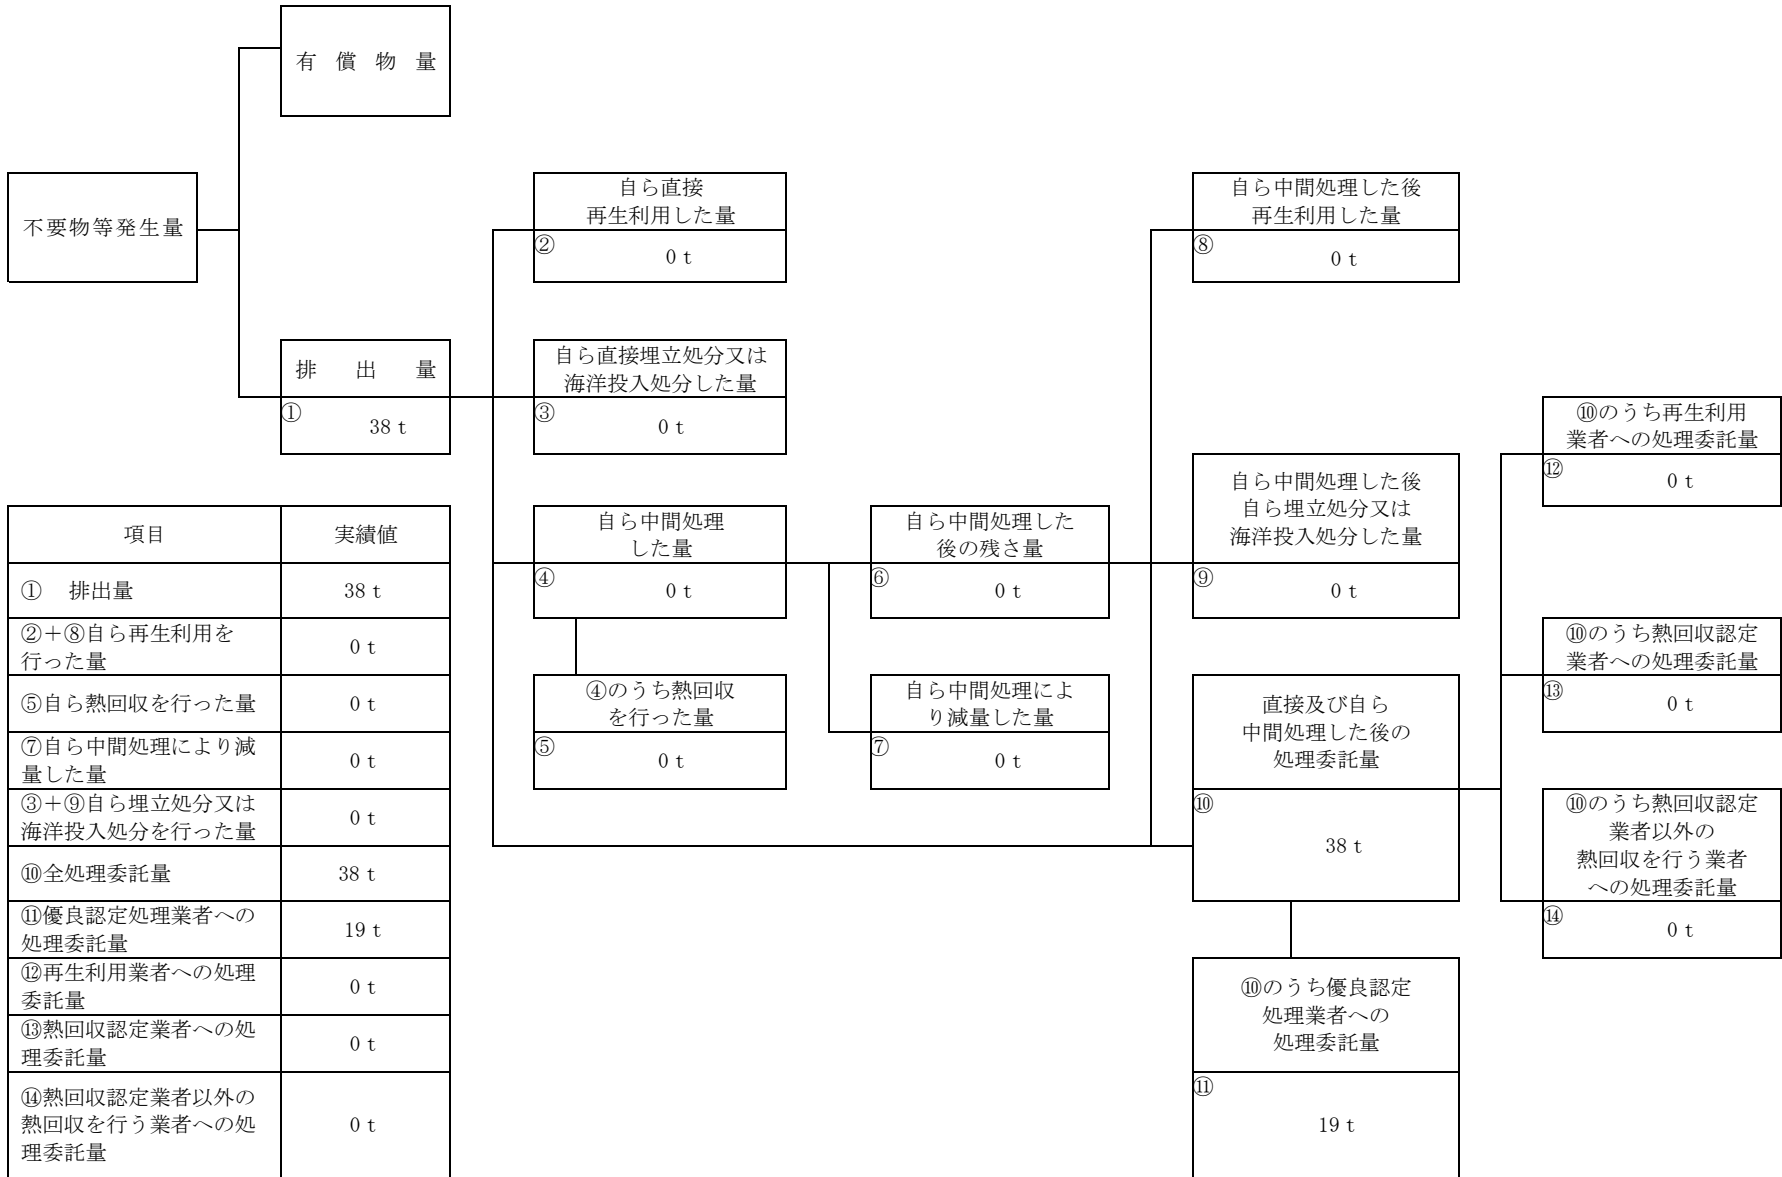 有 償 物 量
不要物等発生量
自ら直接
再生利用した量
②
0 t
自ら中間処理した後
再生利用した量
⑧
0 t
排 出 量
①
38 t
自ら直接埋立処分又は
海洋投入処分した量
③
0 t
⑩のうち再生利用
業者への処理委託量
⑫
0 t
自ら中間処理
した量
④
0 t
自ら中間処理した
後の残さ量
⑥
0 t
自ら中間処理した後
自ら埋立処分又は
海洋投入処分した量
⑨
0 t
⑩のうち熱回収認定
業者への処理委託量
⑬
0 t
④のうち熱回収
を行った量
⑤
0 t
自ら中間処理によ
り減量した量
⑦
0 t
直接及び自ら
中間処理した後の
処理委託量
⑩
38 t
⑩のうち熱回収認定
業者以外の
熱回収を行う業者
への処理委託量
⑭
0 t
⑩のうち優良認定
処理業者への
処理委託量
⑪
19 t
項目 実績値
① 排出量 38 t
②＋⑧自ら再生利用を
行った量
0 t
⑤自ら熱回収を行った量 0 t
⑦自ら中間処理により減
量した量
0 t
③＋⑨自ら埋立処分又は
海洋投入処分を行った量
0 t
⑩全処理委託量 38 t
⑪優良認定処理業者への
処理委託量
19 t
⑫再生利用業者への処理
委託量
0 t
⑬熱回収認定業者への処
理委託量
0 t
⑭熱回収認定業者以外の
熱回収を行う業者への処
理委託量
0 t